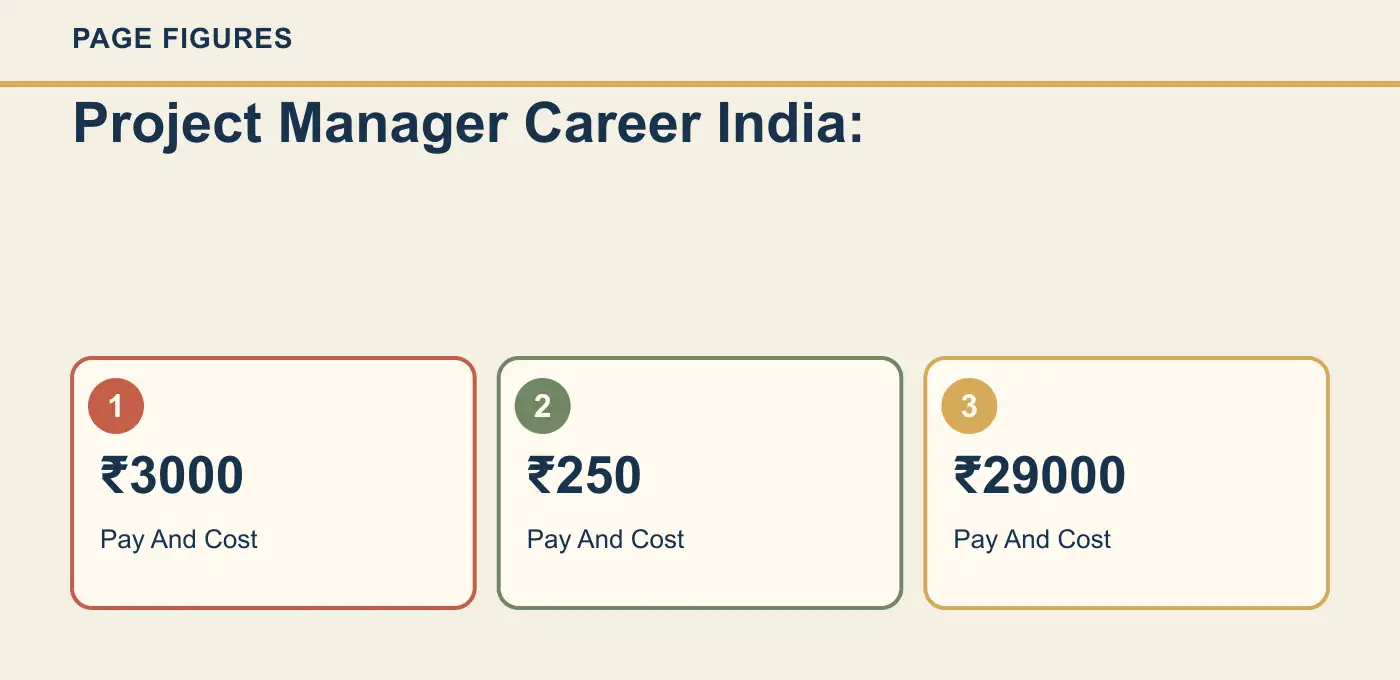 PAGE FIGURES
Project Manager Career India:
1
₹3000
Pay And Cost
2
₹250
Pay And Cost
3
₹29000
Pay And Cost